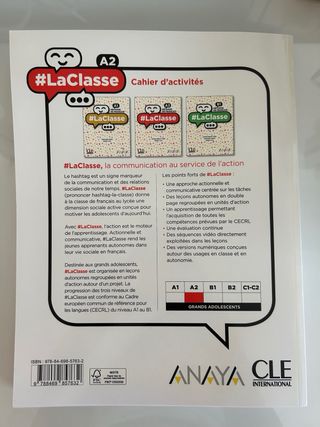 A2
#LaClasse
Cahier d'activités
#LaClasse, la communication au service de l'action
Le hashtag est un signe marqueur
de la communication et des relations
sociales de notre temps. #LaClasse
(prononcer hashtag-la-classe) donne
à la classe de français au lycée une
dimension sociale active conçue pour
motiver les adolescents d'aujourd'hui.
Avec #LaClasse, l'action est le moteur
de l'apprentissage. Actionnelle et
communicative, #LaClasse rend les
jeunes apprenants autonomes dans
leur vie sociale en français.
Destinée aux grands adolescents,
#LaClasse est organisée en leçons
autonomes regroupées en unités
d'action autour d'un projet. La
progression des trois niveaux de
#LaClasse est conforme au Cadre
européen commun de référence pour
les langues (CECRL) du niveau A1 au B1.
Les points forts de #LaClasse :
- Une approche actionnelle et
communicative centrée sur les tâches
- Des leçons autonomes en double
page regroupées en unités d'action
- Un apprentissage permettant
l'acquisition de toutes les compétences
prévues par le CECRL
- Une évaluation continue
- Des séquences vidéo directement
exploitables dans les leçons
- Des versions numériques conçues
autour des usages en classe et en
autonomie.
A1 A2 B1 B2 C1-C2
GRANDS ADOLESCENTS
ISBN: 978-84-698-5763-2
9 788469 857632
FSC
MIXTE
ANAYA
CLE
INTERNATIONAL